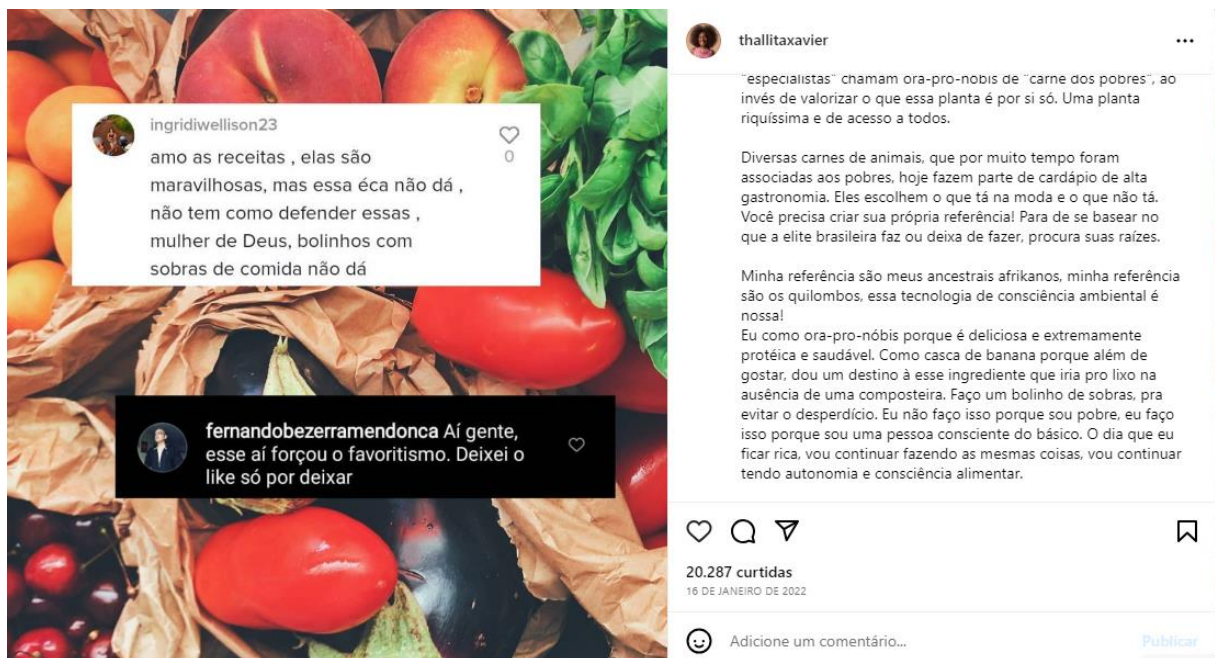 ingridiwellison23
amo as receitas , elas são
maravilhosas, mas essa éca não dá ,
não tem como defender essas ,
mulher de Deus, bolinhos com
sobras de comida não dá
0
fernandobezerramendonca Aí gente,
esse aí forçou o favoritismo. Deixei o
like só por deixar
thallitaxavier
"especialistas" chamam ora-pro-nobis de "carne dos pobres", ao
invés de valorizar o que essa planta é por si só. Uma planta
riquíssima e de acesso a todos.
Diversas carnes de animais, que por muito tempo foram
associadas aos pobres, hoje fazem parte de cardápio de alta
gastronomia. Eles escolhem o que tá na moda e o que não tá.
Você precisa criar sua própria referência! Para de se basear no
que a elite brasileira faz ou deixa de fazer, procura suas raízes.
Minha referência são meus ancestrais afrikanos, minha referência
são os quilombos, essa tecnologia de consciência ambiental é
nossa!
Eu como ora-pro-nóbis porque é deliciosa e extremamente
protéica e saudável. Como casca de banana porque além de
gostar, dou um destino à esse ingrediente que iria pro lixo na
ausência de uma composteira. Faço um bolinho de sobras, pra
evitar o desperdício. Eu não faço isso porque sou pobre, eu faço
isso porque sou uma pessoa consciente do básico. O dia que eu
ficar rica, vou continuar fazendo as mesmas coisas, vou continuar
tendo autonomia e consciência alimentar.
20.287 curtidas
16 DE JANEIRO DE 2022
Adicione um comentário...
Publicar